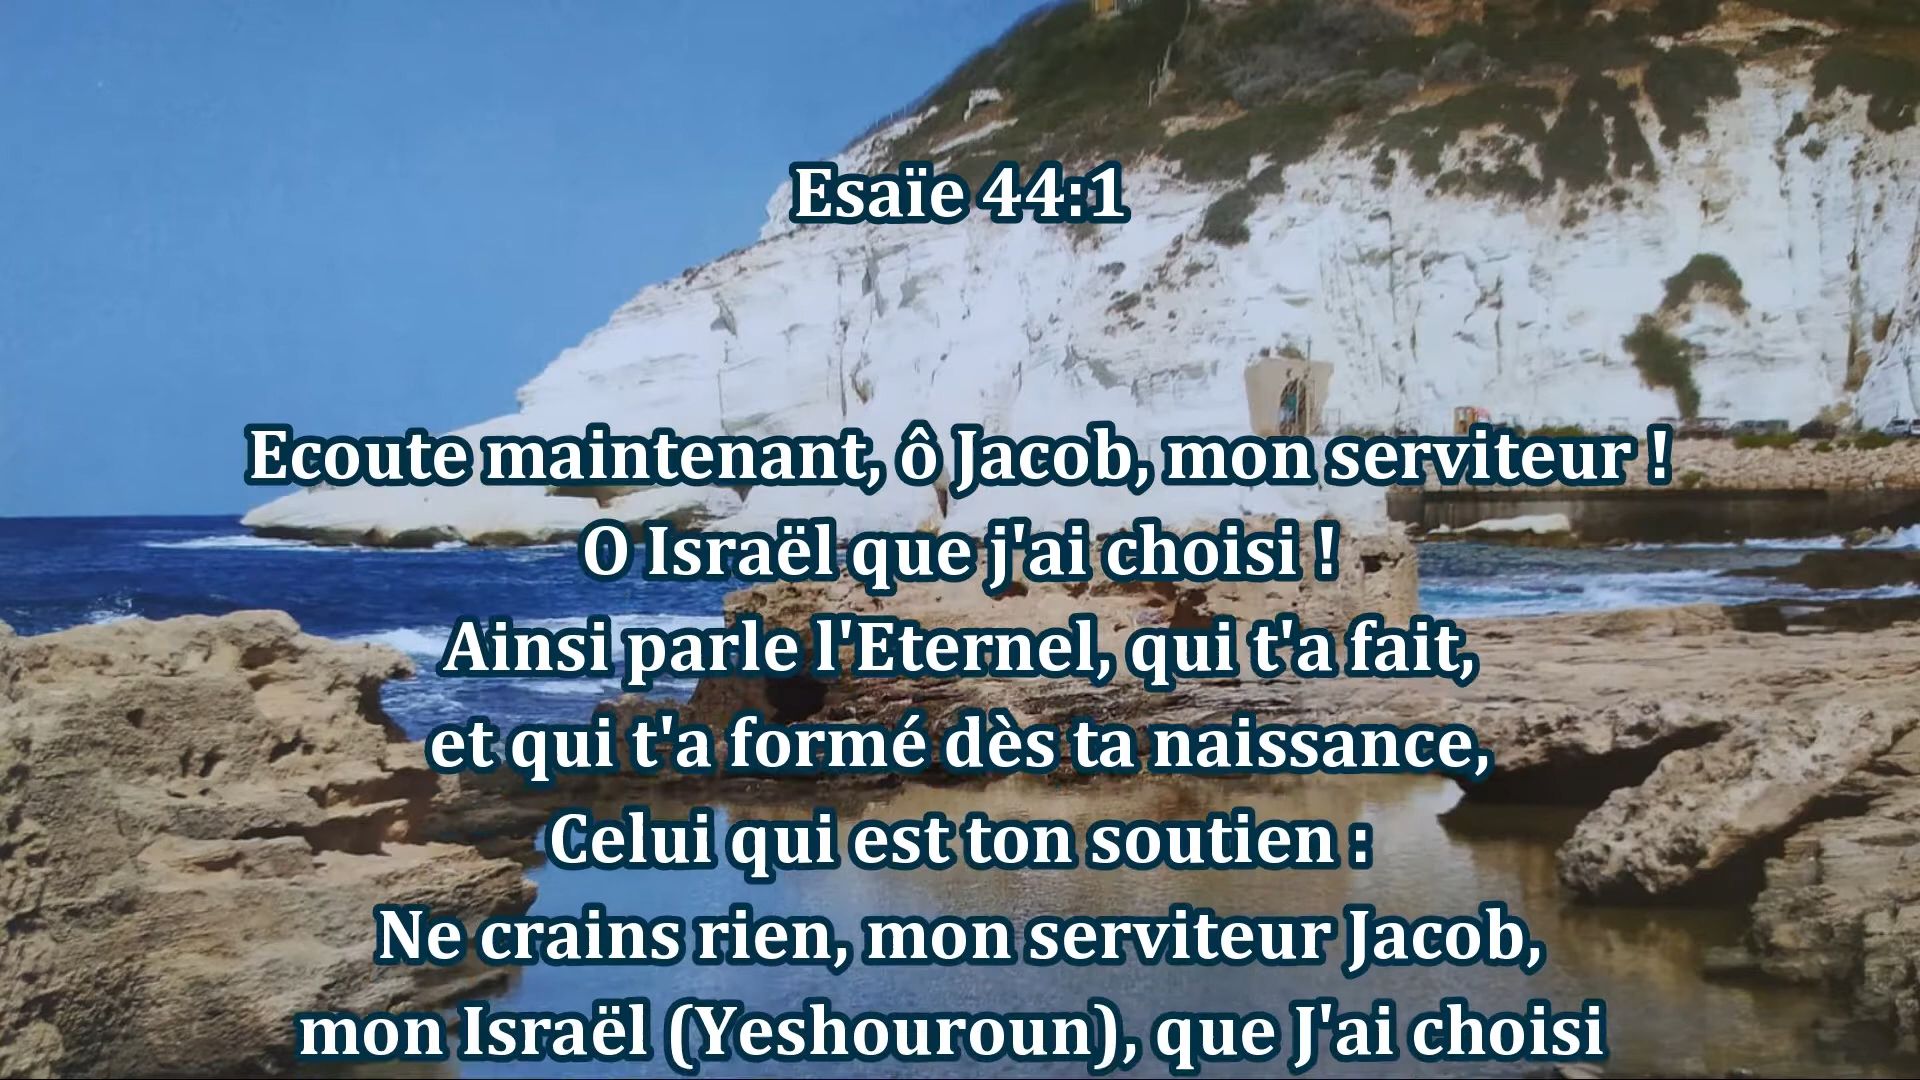 Esaïe 44:1
Ecoute maintenant, ô Jacob, mon serviteur !
O Israël que j'ai choisi !
Ainsi parle l'Eternel, qui t'a fait,
et qui t'a formé dès ta naissance,
Celui qui est ton soutien :
Ne crains rien, mon serviteur Jacob,
mon Israël (Yeshouroun), que J'ai choisi